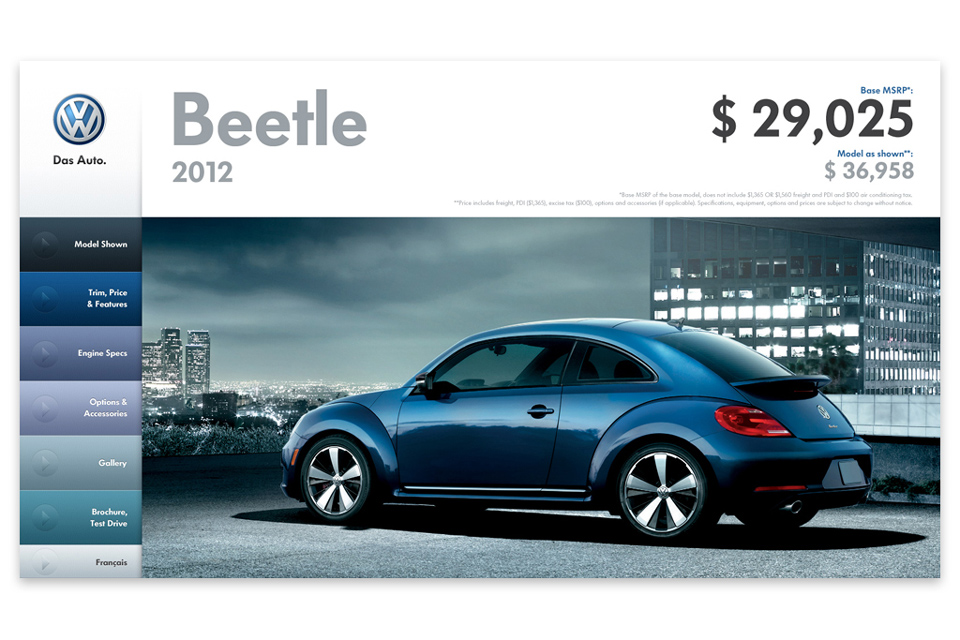 Das Auto.
Beetle
2012
Base MSRP*:
$ 29,025
Model as shown**:
$ 36,958
*Base MSRP of the base model, does not include $1,365 OR $1,560 freight and PDI and $100 air conditioning tax.
**Price includes freight, PDI ($1,365), excise tax ($100), options and accessories (if applicable). Specifications, equipment, options and prices are subject to change without notice.
Model Shown
Trim, Price
& Features
Engine Specs
Options &
Accessories
Gallery
Brochure,
Test Drive
Français